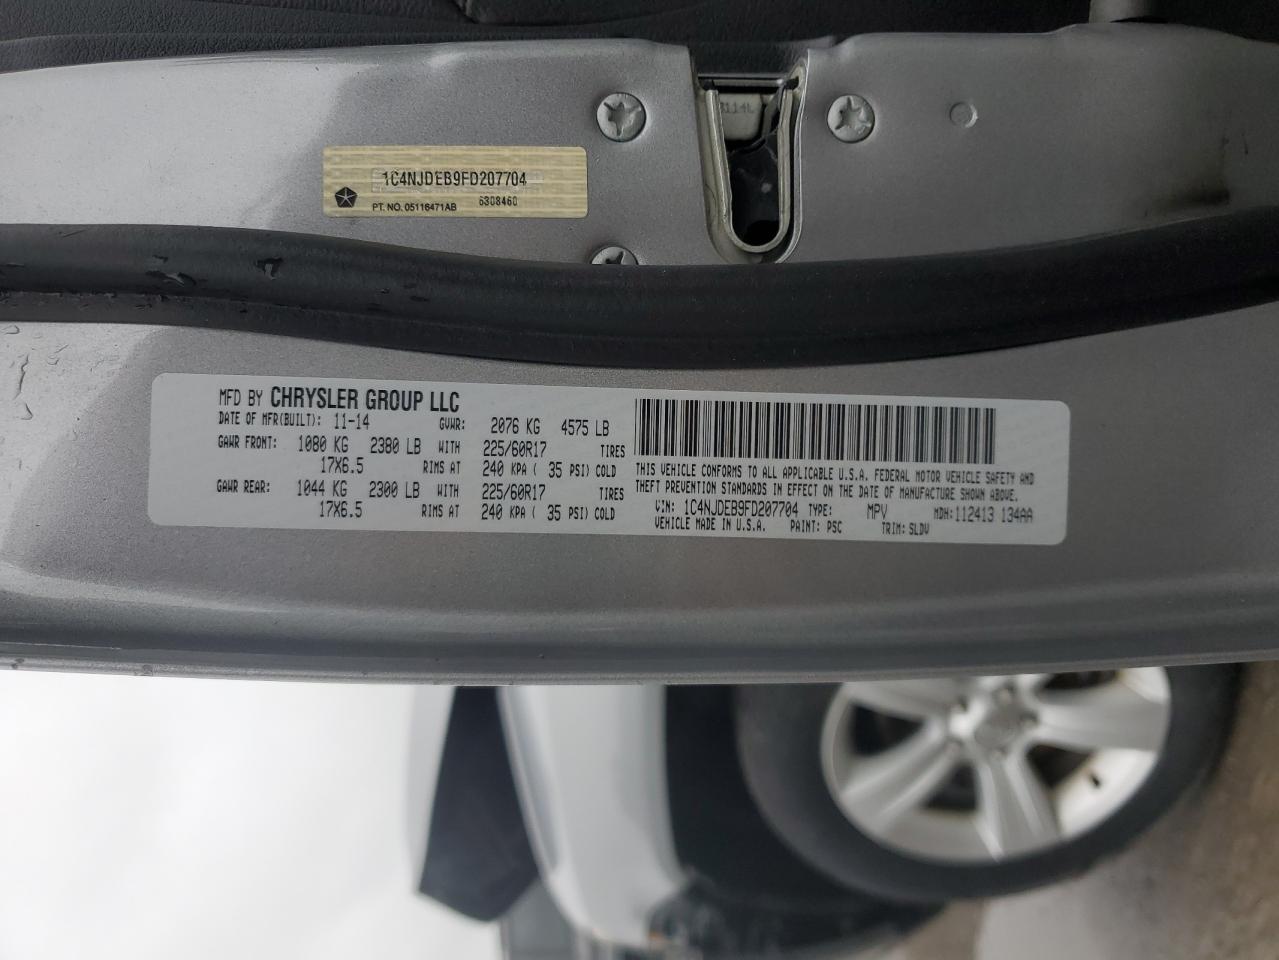 3114L
1C4NJDEB9FD207704
PT. NO. 05116471AB 6308460
MFD BY CHRYSLER GROUP LLC
DATE OF MFR(BUILT): 11-14 GVWR: 2076 KG 4575 LB
GAWR FRONT: 1080 KG 2380 LB WITH 225/60R17 TIRES
17X6.5 RIMS AT 240 KPA ( 35 PSI) COLD
GAWR REAR: 1044 KG 2300 LB WITH 225/60R17 TIRES
17X6.5 RIMS AT 240 KPA ( 35 PSI) COLD
THIS VEHICLE CONFORMS TO ALL APPLICABLE U.S.A. FEDERAL MOTOR VEHICLE SAFETY AND
THEFT PREVENTION STANDARDS IN EFFECT ON THE DATE OF MANUFACTURE SHOWN ABOVE.
VIN: 1C4NJDEB9FD207704 TYPE: MPV MDH: 112413 134AA
VEHICLE MADE IN U.S.A. PAINT: PSC TRIM: SLDV